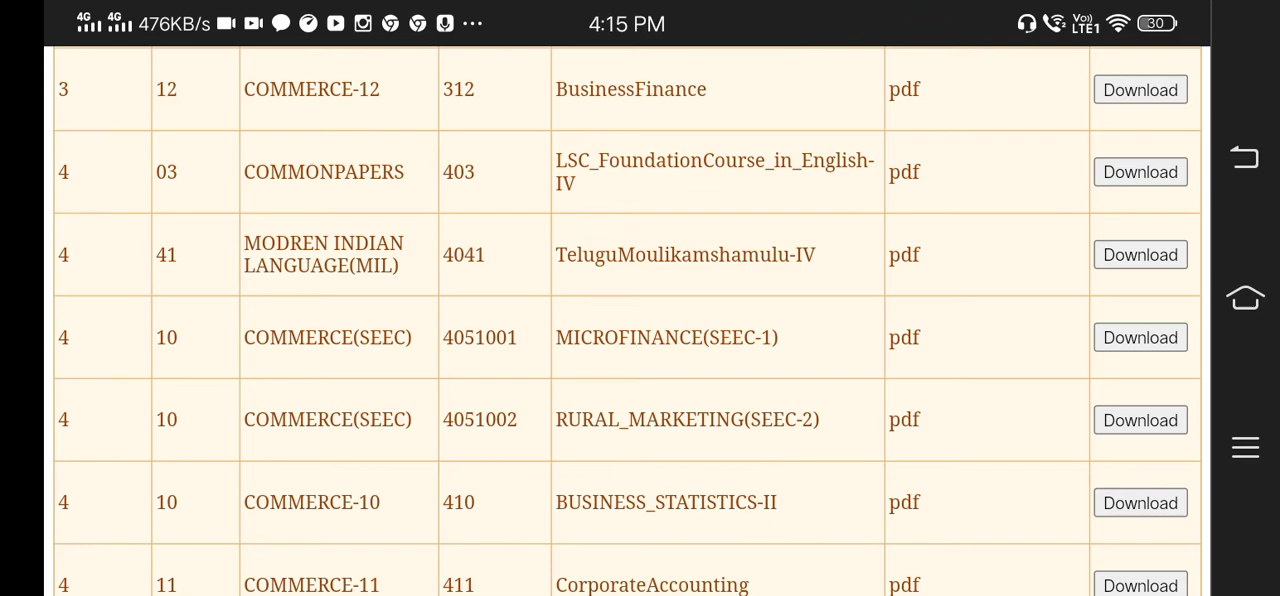 4G 4G 476KB/s 4:15 PM Vo)) LTE1 30
3 12 COMMERCE-12 312 BusinessFinance pdf Download
4 03 COMMONPAPERS 403 LSC_FoundationCourse_in_English-
IV pdf Download
4 41 MODREN INDIAN
LANGUAGE(MIL) 4041 TeluguMoulikamshamulu-IV pdf Download
4 10 COMMERCE(SEEC) 4051001 MICROFINANCE(SEEC-1) pdf Download
4 10 COMMERCE(SEEC) 4051002 RURAL_MARKETING(SEEC-2) pdf Download
4 10 COMMERCE-10 410 BUSINESS_STATISTICS-II pdf Download
4 11 COMMERCE-11 411 CorporateAccounting pdf Download